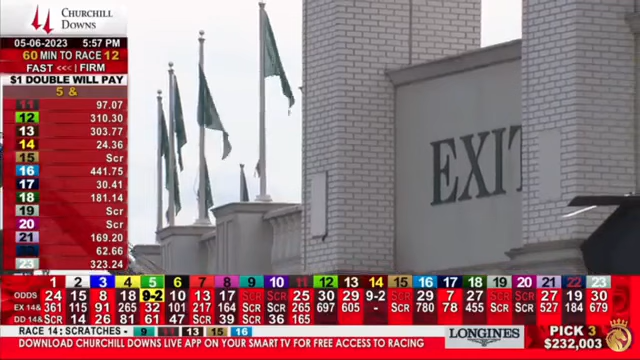 CHURCHILL
DOWNS
05-06-2023 5:57 PM
60 MIN TO RACE 12
FAST <<< | FIRM
$1 DOUBLE WILL PAY
5 &
11 97.07
12 310.30
13 303.77
14 24.36
15 Scr
16 441.75
17 30.41
18 181.14
19 Scr
20 Scr
21 169.20
22 62.66
23 323.24
EXIT
1 2 3 4 5 6 7 8 9 10 11 12 13 14 15 16 17 18 19 20 21 22 23
ODDS 24 15 8 18 9-2 10 13 17 SCR SCR 25 30 29 9-2 SCR 29 8 27 SCR SCR 27 19 30
EX 14& 361 115 91 265 32 101 217 164 SCR SCR 365 697 605 - SCR 780 78 455 SCR SCR 527 184 679
DD 14& SCR 14 26 81 61 47 SCR 39 SCR 36 165
RACE 14: SCRATCHES - 9 11 13 15 16
DOWNLOAD CHURCHILL DOWNS LIVE APP ON YOUR SMART TV FOR FREE ACCESS TO RACING
LONGINES
PICK 3
$232,003